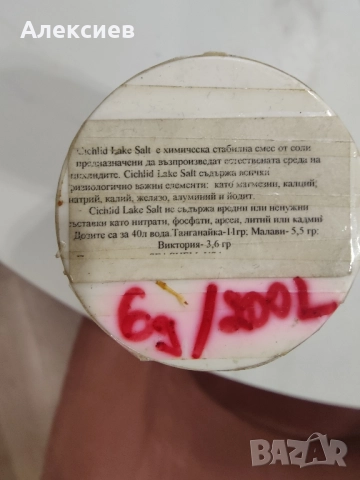 Алексиев
Cichlid Lake Salt е химическа стабилна смес от соли
предназначени да възпроизведат естествената среда на
циклидите. Cichlid Lake Salt съдържа всички
физиологично важни елементи: като магнезии, калций;
натрий, калий, желязо, алуминий и йодит.
Cichlid Lake Salt не съдържа вредни или ненужни
съставки като нитрати, фосфати, арсен, литий или кадмий
Дозите са за 40л вода.Танганайка-11гр; Малави- 5,5 гр;
Виктория- 3,6 гр
6g/200L
BAZAR